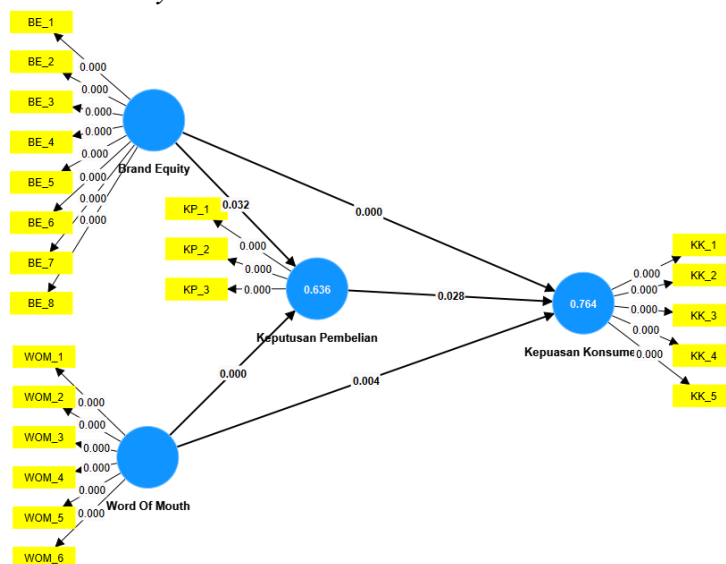 y
BE_1
0.000
BE_2
0.000
BE_3
0.000
BE_4
0.000
BE_5
0.000
BE_6
0.000
BE_7
0.000
BE_8
0.000
Brand Equity
0.032
0.000
KP_1
0.000
KP_2
0.000
KP_3
0.000
0.636
Keputusan Pembelian
0.028
0.000
0.004
0.764
Kepuasan Konsume
KK_1
0.000
KK_2
0.000
KK_3
0.000
KK_4
0.000
KK_5
0.000
WOM_1
0.000
WOM_2
0.000
WOM_3
0.000
WOM_4
0.000
WOM_5
0.000
WOM_6
0.000
Word Of Mouth